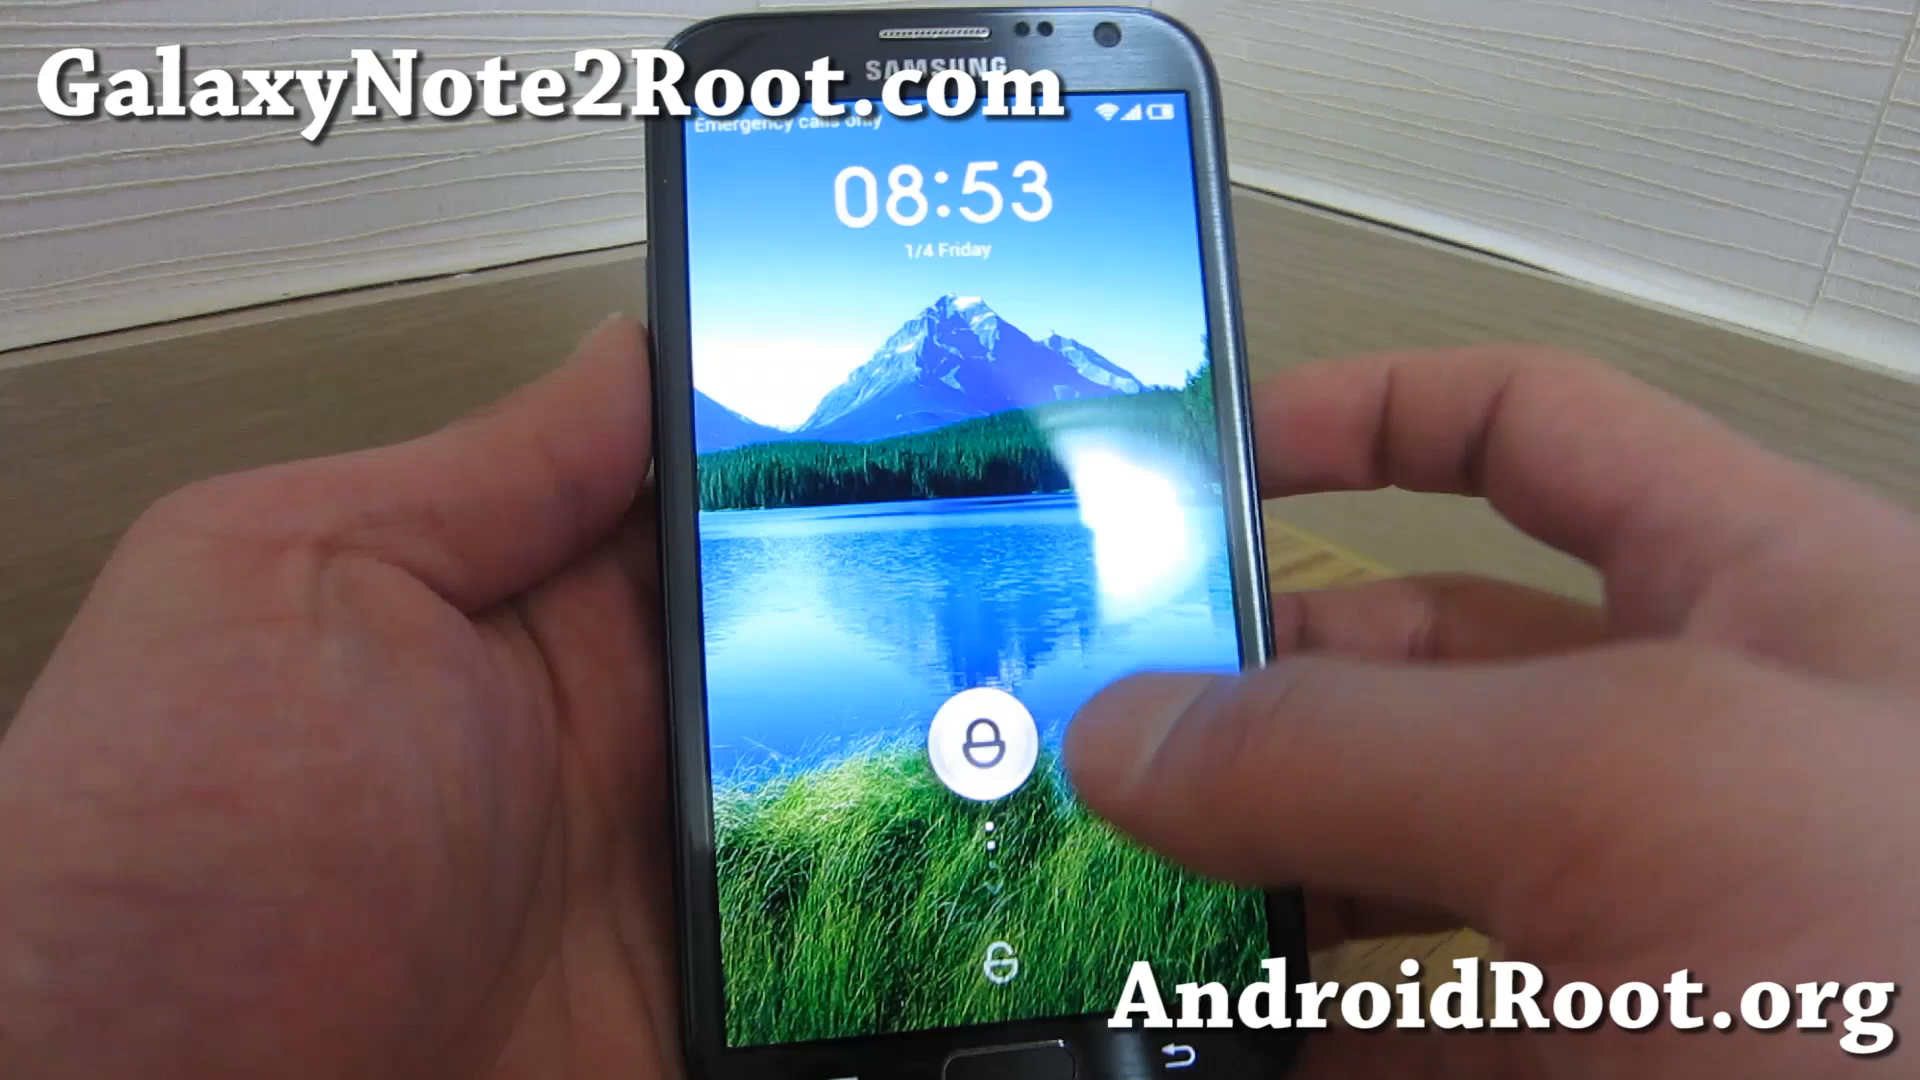 GalaxyNote2Root.com
SAMSUNG
Emergency calls only
08:53
1/4 Friday
AndroidRoot.org